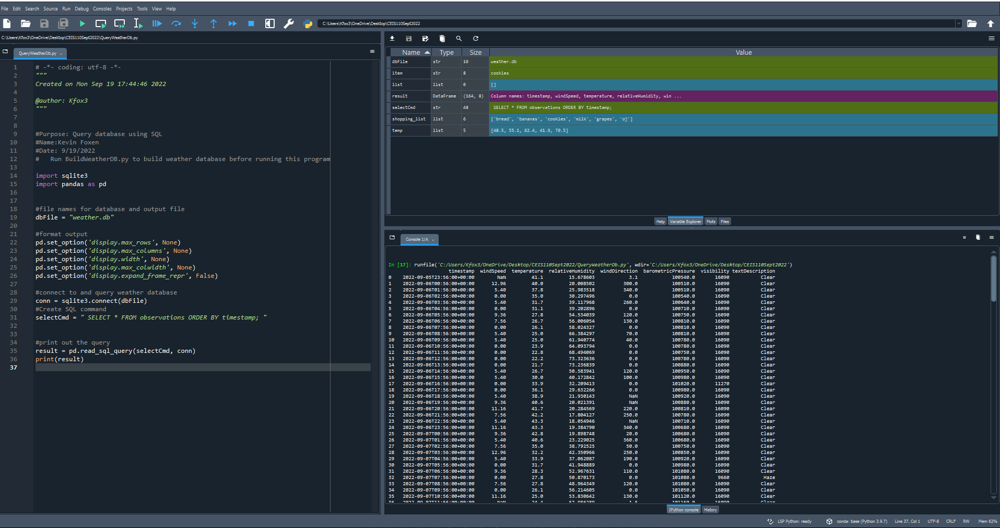 File Edit Search Source Run Debug Consoles Projects Tools View Help
C:\Users\Kfox3\OneDrive\Desktop\CEIS110Sept2022
C:\Users\Kfox3\OneDrive\Desktop\CEIS110Sept2022\QueryWeatherDb.py
QueryWeatherDb.py
1 # -*- coding: utf-8 -*-
2 """
3 Created on Mon Sep 19 17:44:46 2022
4
5 @author: Kfox3
6 """
7
8
9 #Purpose: Query database using SQL
10 #Name:Kevin Foxen
11 #Date: 9/19/2022
12 #   Run BuildWeatherDB.py to build weather database before running this program
13
14 import sqlite3
15 import pandas as pd
16
17
18 #file names for database and output file
19 dbFile = "weather.db"
20
21 #format output
22 pd.set_option('display.max_rows', None)
23 pd.set_option('display.max_columns', None)
24 pd.set_option('display.width', None)
25 pd.set_option('display.max_colwidth', None)
26 pd.set_option('display.expand_frame_repr', False)
27
28 #connect to and query weather database
29 conn = sqlite3.connect(dbFile)
30 #Create SQL command
31 selectCmd = " SELECT * FROM observations ORDER BY timestamp; "
32
33
34 #print out the query
35 result = pd.read_sql_query(selectCmd, conn)
36 print(result)
37
Name Type Size Value
dbFile str 10 weather.db
item str 8 cookies
list list 0 []
result DataFrame (164, 8) Column names: timestamp, windSpeed, temperature, relativeHumidity, win ...
selectCmd str 48 SELECT * FROM observations ORDER BY timestamp;
shopping_list list 6 ['bread', 'bananas', 'cookies', 'milk', 'grapes', 'oj']
temp list 5 [48.5, 55.1, 62.4, 41.9, 70.5]
Help Variable Explorer Plots Files
Console 1/A
In [17]: runfile('C:/Users/Kfox3/OneDrive/Desktop/CEIS110Sept2022/QueryWeatherDb.py', wdir='C:/Users/Kfox3/OneDrive/Desktop/CEIS110Sept2022')
timestamp windSpeed temperature relativeHumidity windDirection barometricPressure visibility textDescription
0 2022-09-05T23:56:00+00:00 NaN 41.1 15.678603 3.1 100540.0 16090 Clear
1 2022-09-06T00:56:00+00:00 12.96 40.0 20.008502 300.0 100510.0 16090 Clear
2 2022-09-06T01:56:00+00:00 5.40 37.8 25.983518 340.0 100510.0 16090 Clear
3 2022-09-06T02:56:00+00:00 0.00 35.0 30.297496 0.0 100540.0 16090 Clear
4 2022-09-06T03:56:00+00:00 5.40 31.7 39.117968 260.0 100640.0 16090 Clear
5 2022-09-06T04:56:00+00:00 0.00 31.1 39.202896 0.0 100710.0 16090 Clear
6 2022-09-06T05:56:00+00:00 9.36 27.8 54.534039 120.0 100750.0 16090 Clear
7 2022-09-06T06:56:00+00:00 7.56 26.7 56.006054 130.0 100810.0 16090 Clear
8 2022-09-06T07:56:00+00:00 0.00 26.1 58.024327 0.0 100810.0 16090 Clear
9 2022-09-06T08:56:00+00:00 5.40 25.0 66.384297 70.0 100810.0 16090 Clear
10 2022-09-06T09:56:00+00:00 5.40 25.0 61.940774 40.0 100780.0 16090 Clear
11 2022-09-06T10:56:00+00:00 0.00 23.9 64.093794 0.0 100780.0 16090 Clear
12 2022-09-06T11:56:00+00:00 0.00 22.8 68.494069 0.0 100750.0 16090 Clear
13 2022-09-06T12:56:00+00:00 0.00 22.2 73.323636 0.0 100780.0 16090 Clear
14 2022-09-06T13:56:00+00:00 0.00 21.7 73.236839 0.0 100880.0 16090 Clear
15 2022-09-06T14:56:00+00:00 5.40 26.7 50.583941 120.0 100950.0 16090 Clear
16 2022-09-06T15:56:00+00:00 5.40 30.0 40.172842 100.0 100980.0 16090 Clear
17 2022-09-06T16:56:00+00:00 0.00 33.9 32.209413 0.0 101020.0 11270 Clear
18 2022-09-06T17:56:00+00:00 0.00 36.1 29.632266 0.0 100980.0 16090 Clear
19 2022-09-06T18:56:00+00:00 5.40 38.9 21.930143 NaN 100920.0 16090 Clear
20 2022-09-06T19:56:00+00:00 9.36 40.6 20.021391 NaN 100880.0 16090 Clear
21 2022-09-06T20:56:00+00:00 11.16 41.7 20.284569 220.0 100810.0 16090 Clear
22 2022-09-06T21:56:00+00:00 7.56 42.2 17.804127 250.0 100780.0 16090 Clear
23 2022-09-06T22:56:00+00:00 5.40 43.3 18.054946 NaN 100710.0 16090 Clear
24 2022-09-06T23:56:00+00:00 11.16 43.3 19.384790 340.0 100680.0 16090 Clear
25 2022-09-07T00:56:00+00:00 9.36 42.8 19.898748 20.0 100680.0 16090 Clear
26 2022-09-07T01:56:00+00:00 5.40 40.6 23.229025 360.0 100680.0 16090 Clear
27 2022-09-07T02:56:00+00:00 7.56 35.0 38.792525 50.0 100750.0 16090 Clear
28 2022-09-07T03:56:00+00:00 12.96 32.2 42.350966 250.0 100850.0 16090 Clear
29 2022-09-07T04:56:00+00:00 5.40 33.9 37.062087 190.0 100920.0 16090 Clear
30 2022-09-07T05:56:00+00:00 0.00 31.7 41.948889 0.0 100980.0 16090 Clear
31 2022-09-07T06:56:00+00:00 9.36 28.3 52.967631 110.0 101080.0 16090 Clear
32 2022-09-07T07:56:00+00:00 0.00 27.8 50.870173 0.0 101080.0 9660 Haze
33 2022-09-07T08:56:00+00:00 7.56 27.8 48.964349 120.0 101080.0 16090 Clear
34 2022-09-07T09:56:00+00:00 0.00 26.1 56.214605 0.0 101050.0 16090 Clear
35 2022-09-07T10:56:00+00:00 11.16 25.0 53.830642 130.0 101120.0 16090 Clear
IPython console History
LSP Python: ready conda: base (Python 3.9.7) Line 37, Col 1 UTF-8 CRLF RW Mem 62%